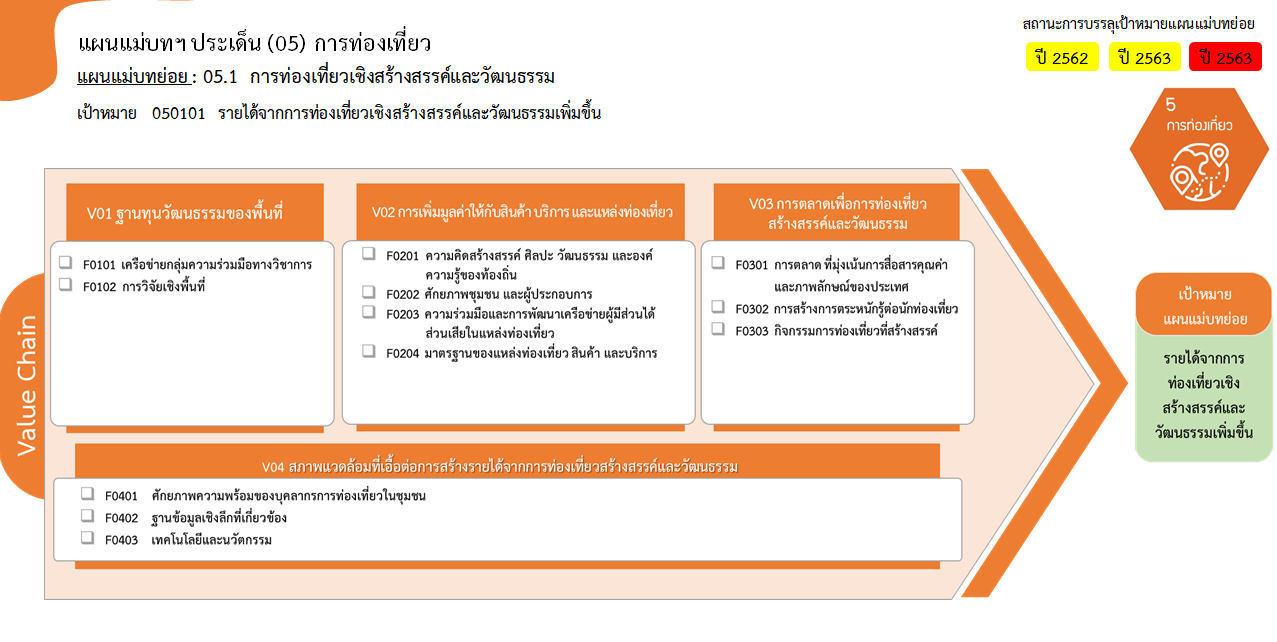 แผนแม่บทฯ ประเด็น (05) การท่องเที่ยว
แผนแม่บทย่อย : 05.1 การท่องเที่ยวเชิงสร้างสรรค์และวัฒนธรรม
เป้าหมาย 050101 รายได้จากการท่องเที่ยวเชิงสร้างสรรค์และวัฒนธรรมเพิ่มขึ้น
สถานะการบรรลุเป้าหมายแผนแม่บทย่อย
ปี 2562 ปี 2563 ปี 2563
5
การท่องเที่ยว
Value Chain
V01 ฐานทุนวัฒนธรรมของพื้นที่
F0101 เครือข่ายกลุ่มความร่วมมือทางวิชาการ
F0102 การวิจัยเชิงพื้นที่
V02 การเพิ่มมูลค่าให้กับสินค้า บริการ และแหล่งท่องเที่ยว
F0201 ความคิดสร้างสรรค์ ศิลปะ วัฒนธรรม และองค์
ความรู้ของท้องถิ่น
F0202 ศักยภาพชุมชน และผู้ประกอบการ
F0203 ความร่วมมือและการพัฒนาเครือข่ายผู้มีส่วนได้
ส่วนเสียในแหล่งท่องเที่ยว
F0204 มาตรฐานของแหล่งท่องเที่ยว สินค้า และบริการ
V03 การตลาดเพื่อการท่องเที่ยว
สร้างสรรค์และวัฒนธรรม
F0301 การตลาด ที่มุ่งเน้นการสื่อสารคุณค่า
และภาพลักษณ์ของประเทศ
F0302 การสร้างการตระหนักรู้ต่อนักท่องเที่ยว
F0303 กิจกรรมการท่องเที่ยวที่สร้างสรรค์
V04 สภาพแวดล้อมที่เอื้อต่อการสร้างรายได้จากการท่องเที่ยวสร้างสรรค์และวัฒนธรรม
F0401 ศักยภาพความพร้อมของบุคลากรการท่องเที่ยวในชุมชน
F0402 ฐานข้อมูลเชิงลึกที่เกี่ยวข้อง
F0403 เทคโนโลยีและนวัตกรรม
เป้าหมาย
แผนแม่บทย่อย
รายได้จากการ
ท่องเที่ยวเชิง
สร้างสรรค์และ
วัฒนธรรมเพิ่มขึ้น